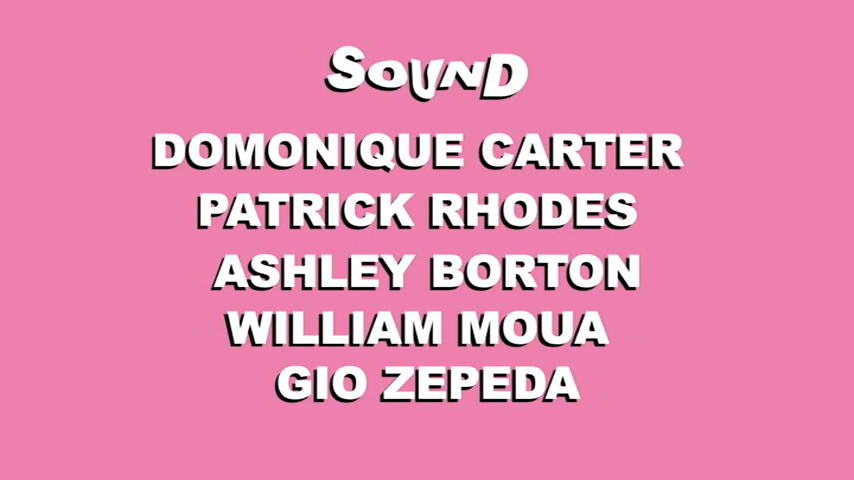 SOUND
DOMONIQUE CARTER
PATRICK RHODES
ASHLEY BORTON
WILLIAM MOUA
GIO ZEPEDA